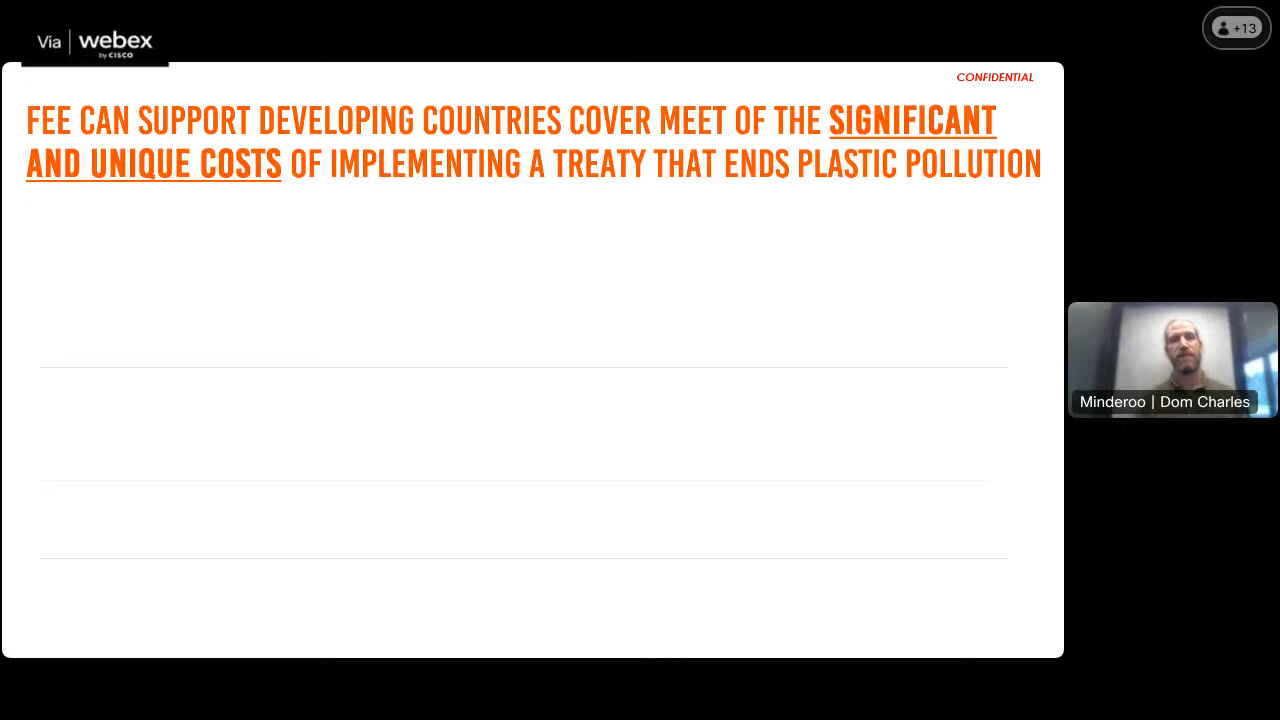 Via webex
by CISCO
+13
CONFIDENTIAL
FEE CAN SUPPORT DEVELOPING COUNTRIES COVER MEET OF THE SIGNIFICANT
AND UNIQUE COSTS OF IMPLEMENTING A TREATY THAT ENDS PLASTIC POLLUTION
Minderoo | Dom Charles